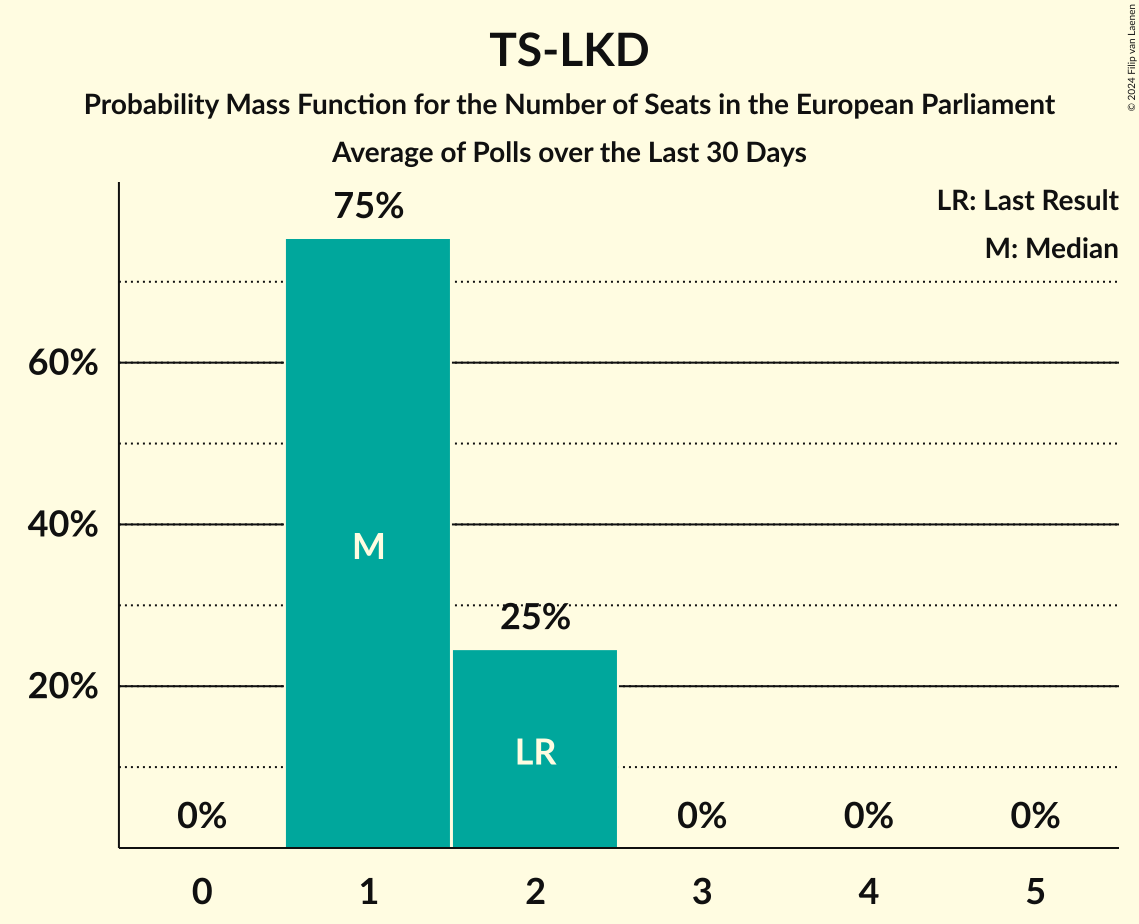 TS-LKD
Probability Mass Function for the Number of Seats in the European Parliament
Average of Polls over the Last 30 Days
© 2024 Filip van Laenen
LR: Last Result
M: Median
75%
60%
40%
20%
M
25%
LR
0%
0%
0%
0%
0
1
2
3
4
5